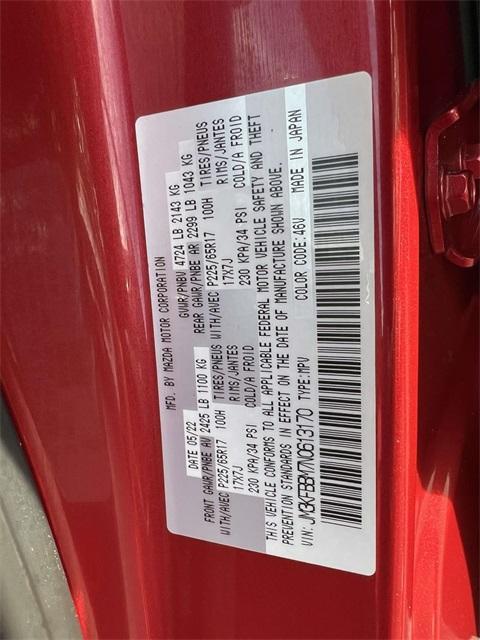 MFD. BY MAZDA MOTOR CORPORATION
DATE 05/22 GVWR/PNBV 4724 LB 2143 KG
FRONT GAWR/PNBE AV 2425 LB 1100 KG REAR GAWR/PNBE AR 2299 LB 1043 KG
WITH/AVEC P225/65R17 100H TIRES/PNEUS WITH/AVEC P225/65R17 100H TIRES/PNEUS
17X7J RIMS/JANTES 17X7J RIMS/JANTES
230 KPA/34 PSI COLD/A FROID 230 KPA/34 PSI COLD/A FROID
THIS VEHICLE CONFORMS TO ALL APPLICABLE FEDERAL MOTOR VEHICLE SAFETY AND THEFT
PREVENTION STANDARDS IN EFFECT ON THE DATE OF MANUFACTURE SHOWN ABOVE.
VIN: JM3KFBBM7N0613170 TYPE:MPV COLOR CODE:46V MADE IN JAPAN